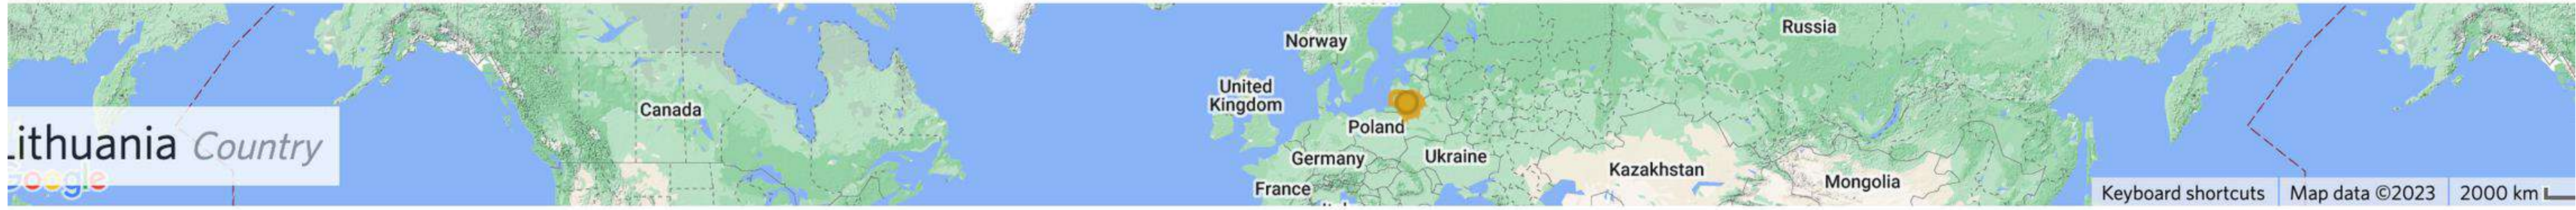 Russia
Norway
United
Kingdom
Canada
Poland
Lithuania Country
Germany
Ukraine
Kazakhstan
Google
Mongolia
France
Keyboard shortcuts
Map data ©2023
2000 km